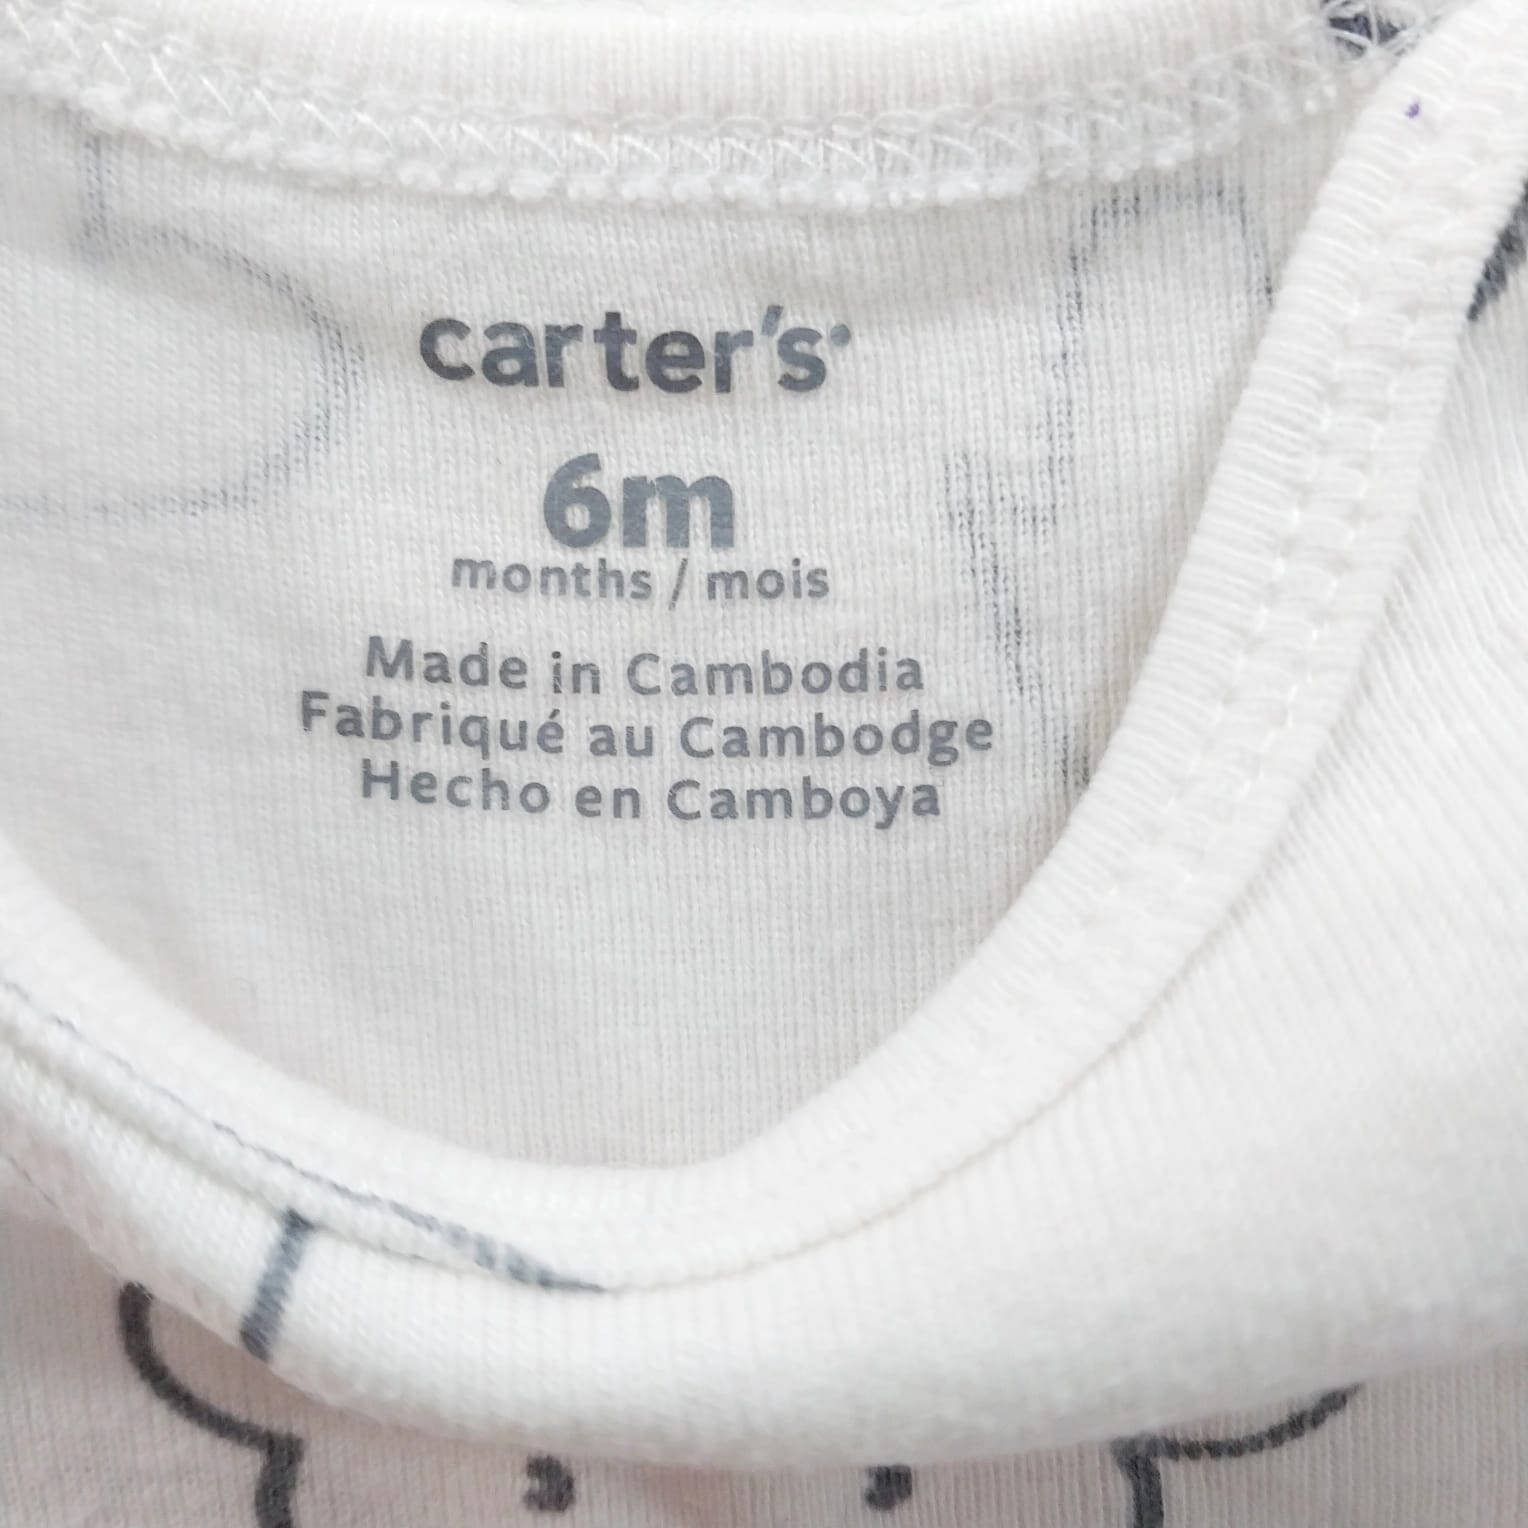 carter's
6m
months / mois
Made in Cambodia
Fabriqué au Cambodge
Hecho en Camboya